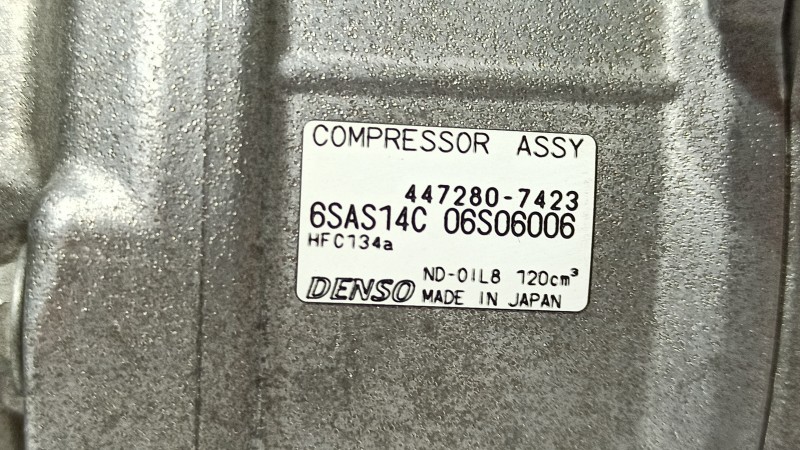 COMPRESSOR ASSY
447280-7423
6SAS14C 06S06006
HFC134a
ND-OIL8 120cm³
DENSO MADE IN JAPAN